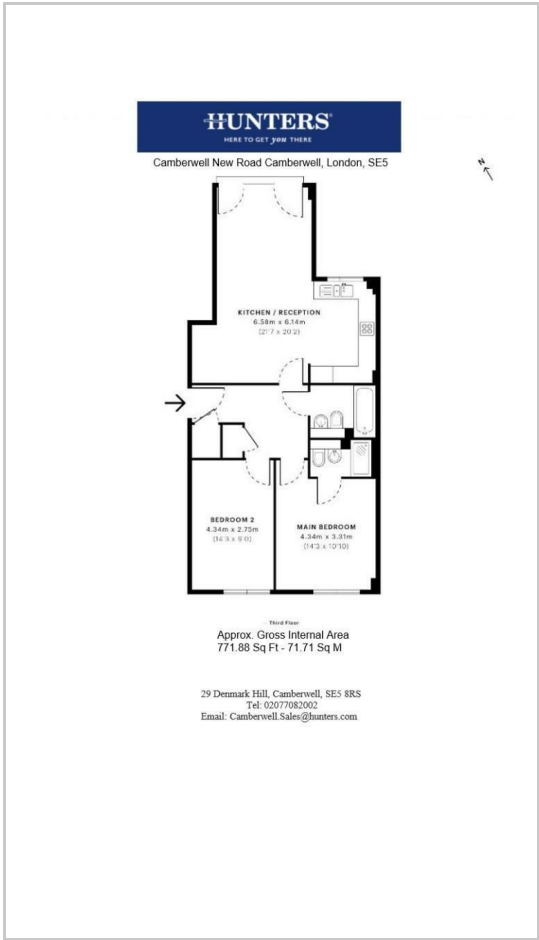 HUNTERS
HERE TO GET you THERE
Camberwell New Road Camberwell, London, SE5
N
KITCHEN / RECEPTION
6.58m x 6.14m
(21'7 x 20'2)
BEDROOM 2
4.34m x 2.75m
(14'3 x 9'0)
MAIN BEDROOM
4.34m x 3.31m
(14'3 x 10'10)
Third Floor
Approx. Gross Internal Area
771.88 Sq Ft - 71.71 Sq M
29 Denmark Hill, Camberwell, SE5 8RS
Tel: 02077082002
Email: Camberwell.Sales@hunters.com